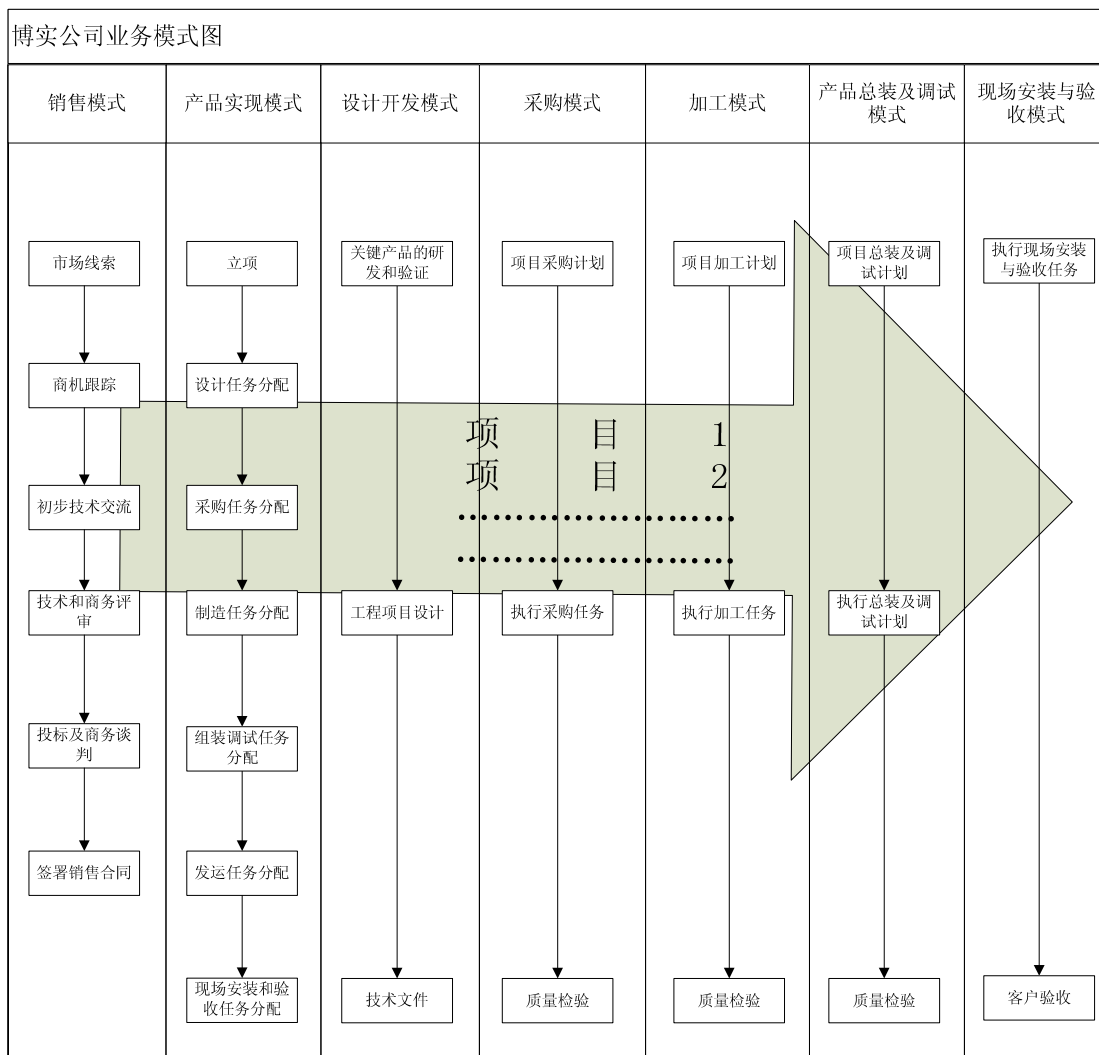 博实公司业务模式图
销售模式
产品实现模式
设计开发模式
采购模式
加工模式
产品总装及调试
模式
现场安装与验
收模式
市场线索
商机跟踪
初步技术交流
技术和商务评
审
投标及商务谈
判
签署销售合同
立项
设计任务分配
采购任务分配
制造任务分配
组装调试任务
分配
发运任务分配
现场安装和验
收任务分配
关键产品的研
发和验证
工程项目设计
技术文件
项目采购计划
执行采购任务
质量检验
项目加工计划
执行加工任务
质量检验
项目总装及调
试计划
执行总装及调
试计划
质量检验
执行现场安装
与验收任务
客户验收
项 目 1
项 目 2